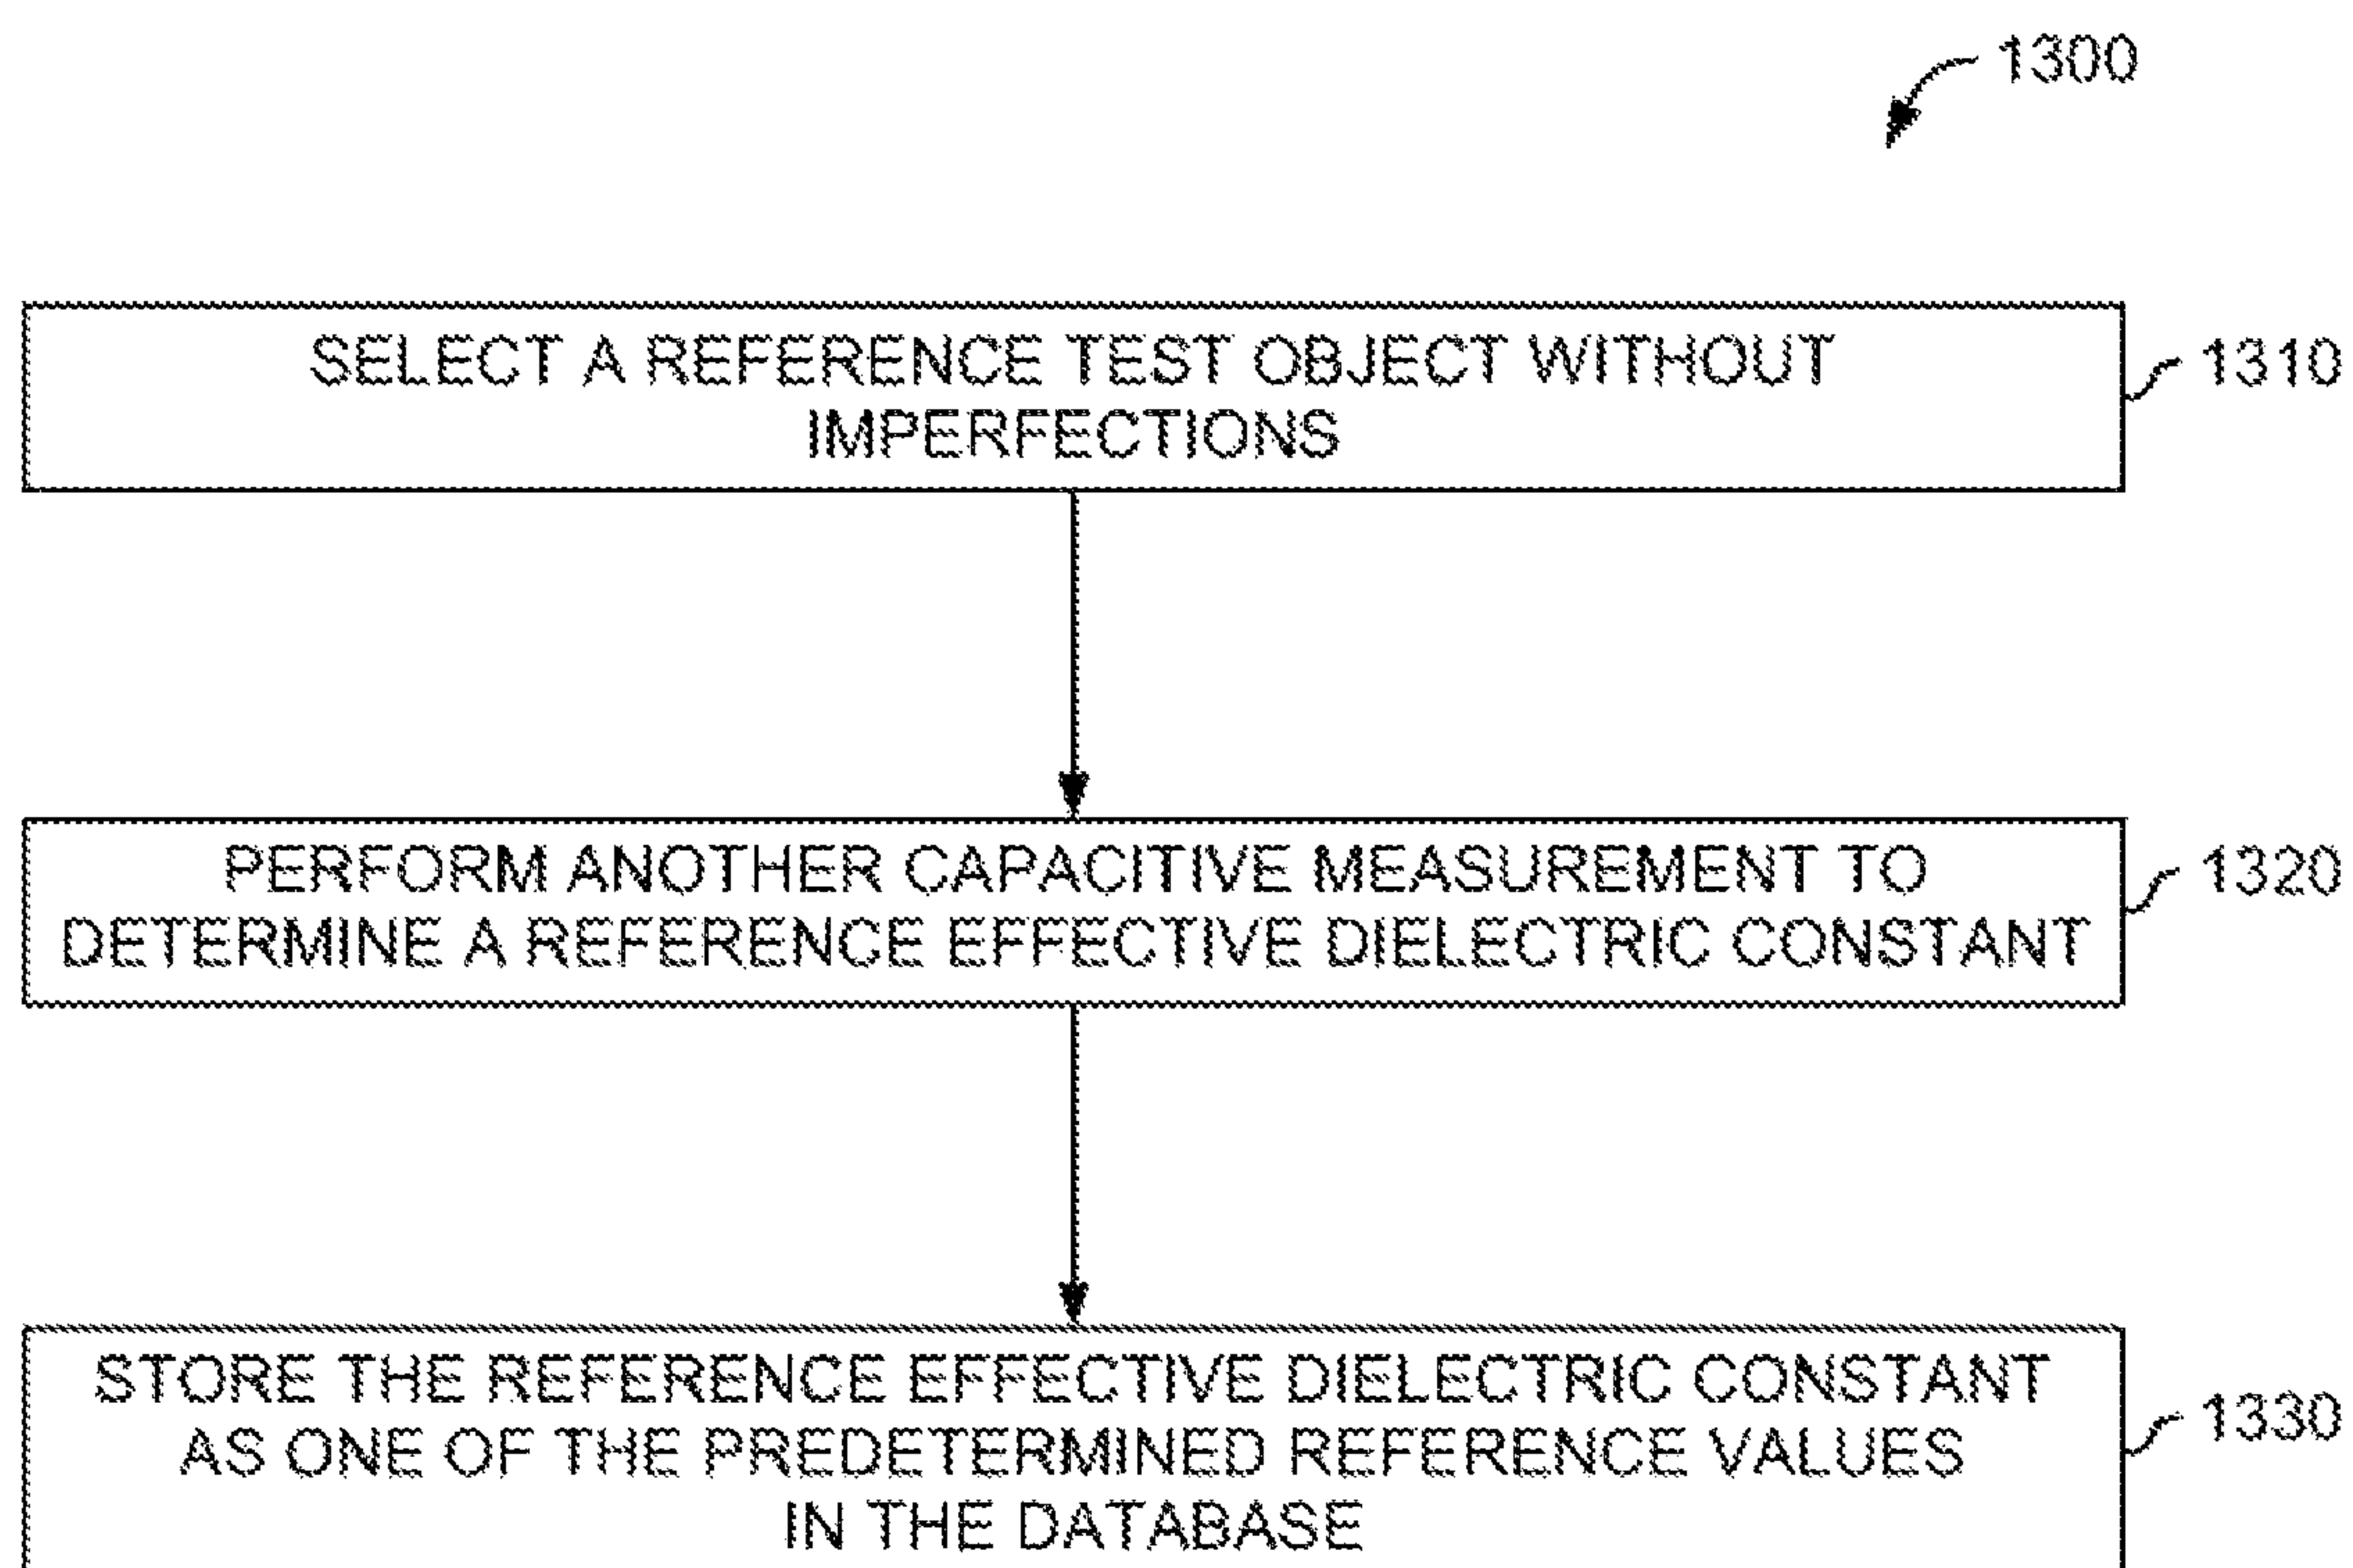 1300
SELECT A REFERENCE TEST OBJECT WITHOUT
IMPERFECTIONS
1310
PERFORM ANOTHER CAPACITIVE MEASUREMENT TO
DETERMINE A REFERENCE EFFECTIVE DIELECTRIC CONSTANT
1320
STORE THE REFERENCE EFFECTIVE DIELECTRIC CONSTANT
AS ONE OF THE PREDETERMINED REFERENCE VALUES
IN THE DATABASE
1330